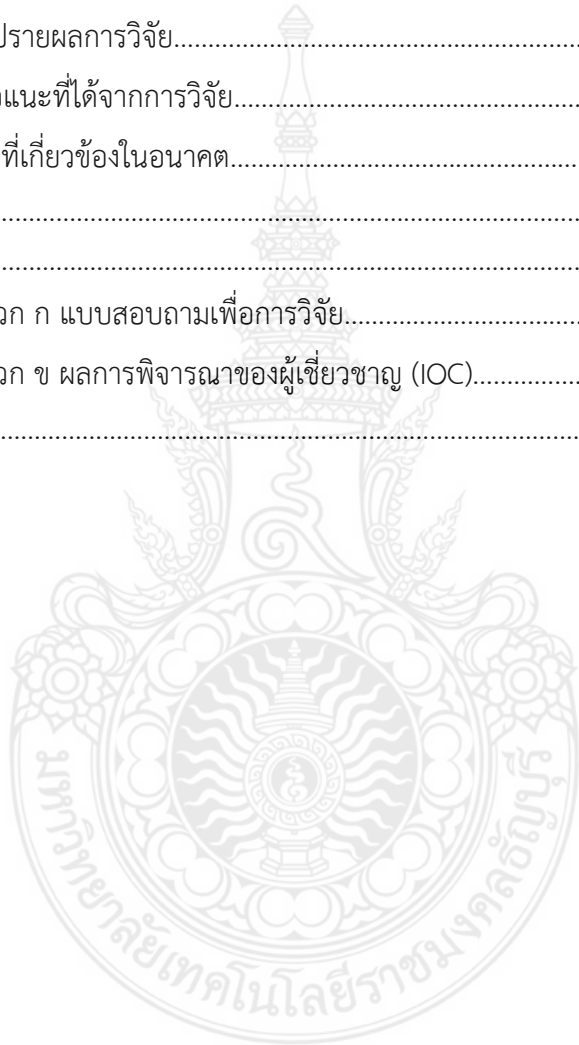 ปรายผลการวิจัย
แนะที่ได้จากการวิจัย
ที่เกี่ยวข้องในอนาคต
วก ก แบบสอบถามเพื่อการวิจัย
วก ข ผลการพิจารณาของผู้เชี่ยวชาญ (IOC)
มหาวิทยาลัยเทคโนโลยีราชมงคลธัญบุรี